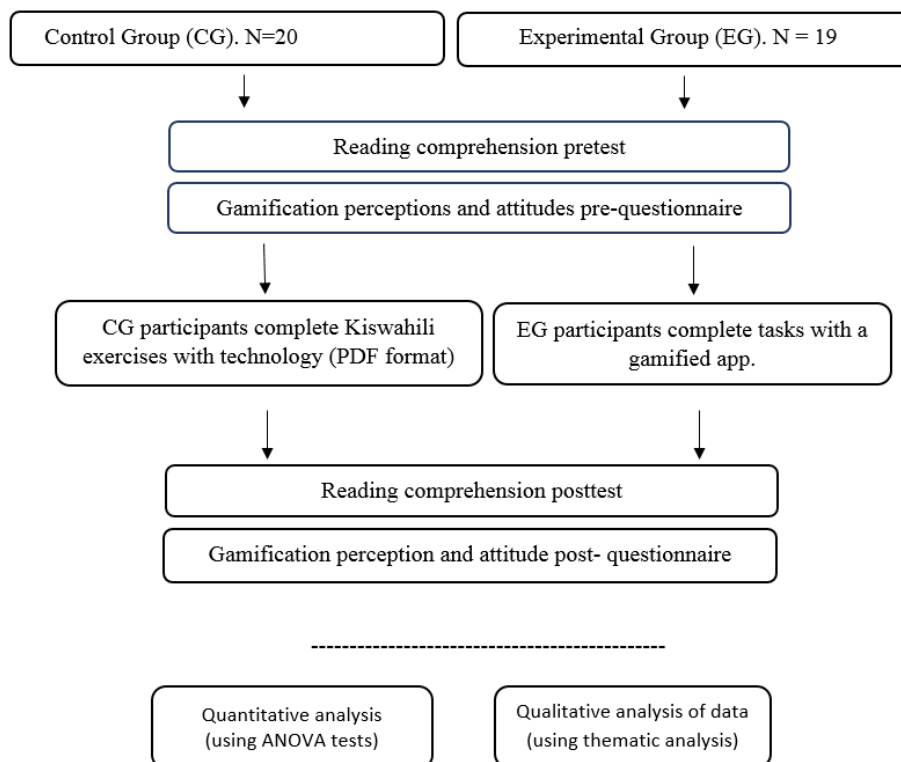 Control Group (CG). N=20
Experimental Group (EG). N = 19
Reading comprehension pretest
Gamification perceptions and attitudes pre-questionnaire
CG participants complete Kiswahili
exercises with technology (PDF format)
EG participants complete tasks with a
gamified app.
Reading comprehension posttest
Gamification perception and attitude post- questionnaire
Quantitative analysis
(using ANOVA tests)
Qualitative analysis of data
(using thematic analysis)